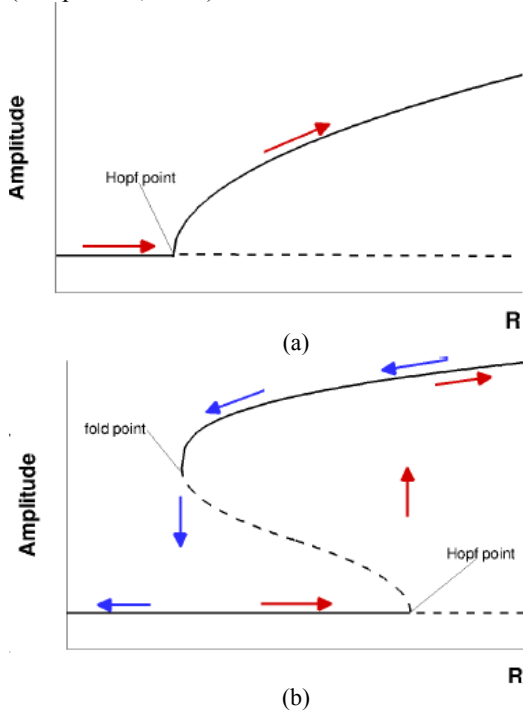 Amplitude
Hopf point
R
(a)
fold point
Amplitude
Hopf point
R
(b)